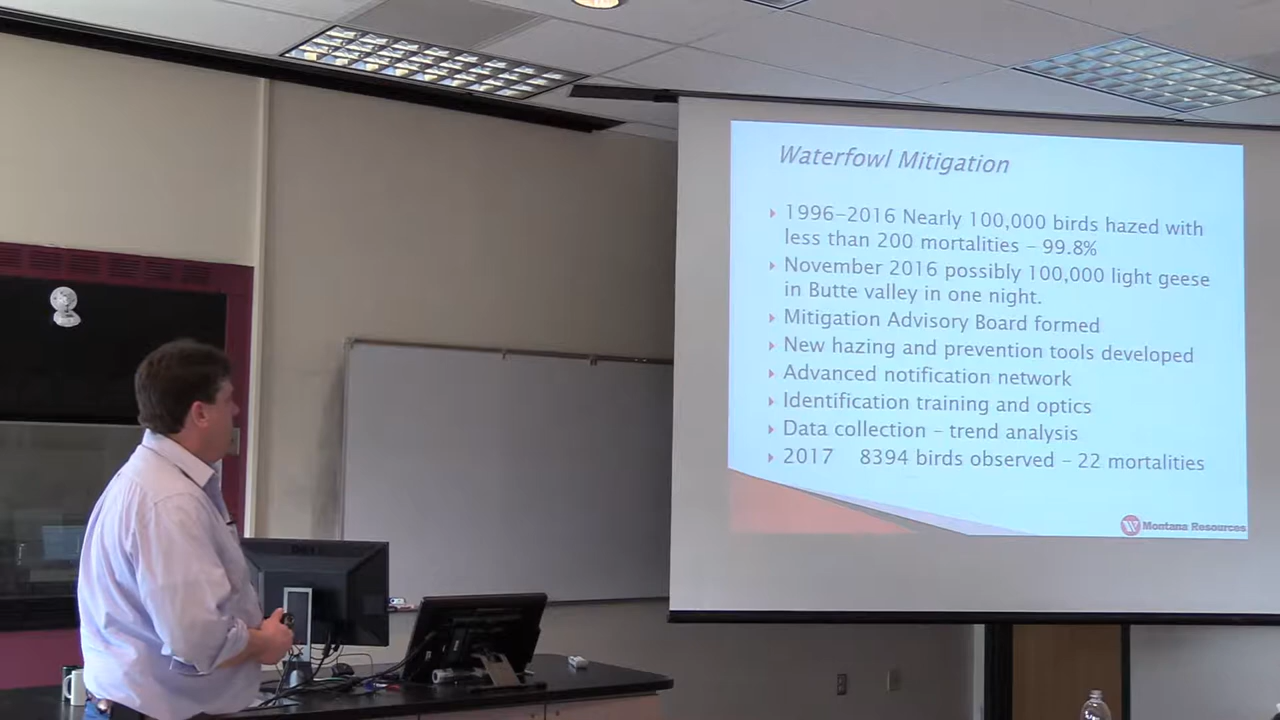 Waterfowl Mitigation
1996-2016 Nearly 100,000 birds hazed with
less than 200 mortalities - 99.8%
November 2016 possibly 100,000 light geese
in Butte valley in one night.
Mitigation Advisory Board formed
New hazing and prevention tools developed
Advanced notification network
Identification training and optics
Data collection - trend analysis
2017 8394 birds observed - 22 mortalities
Montana Resources
DELL